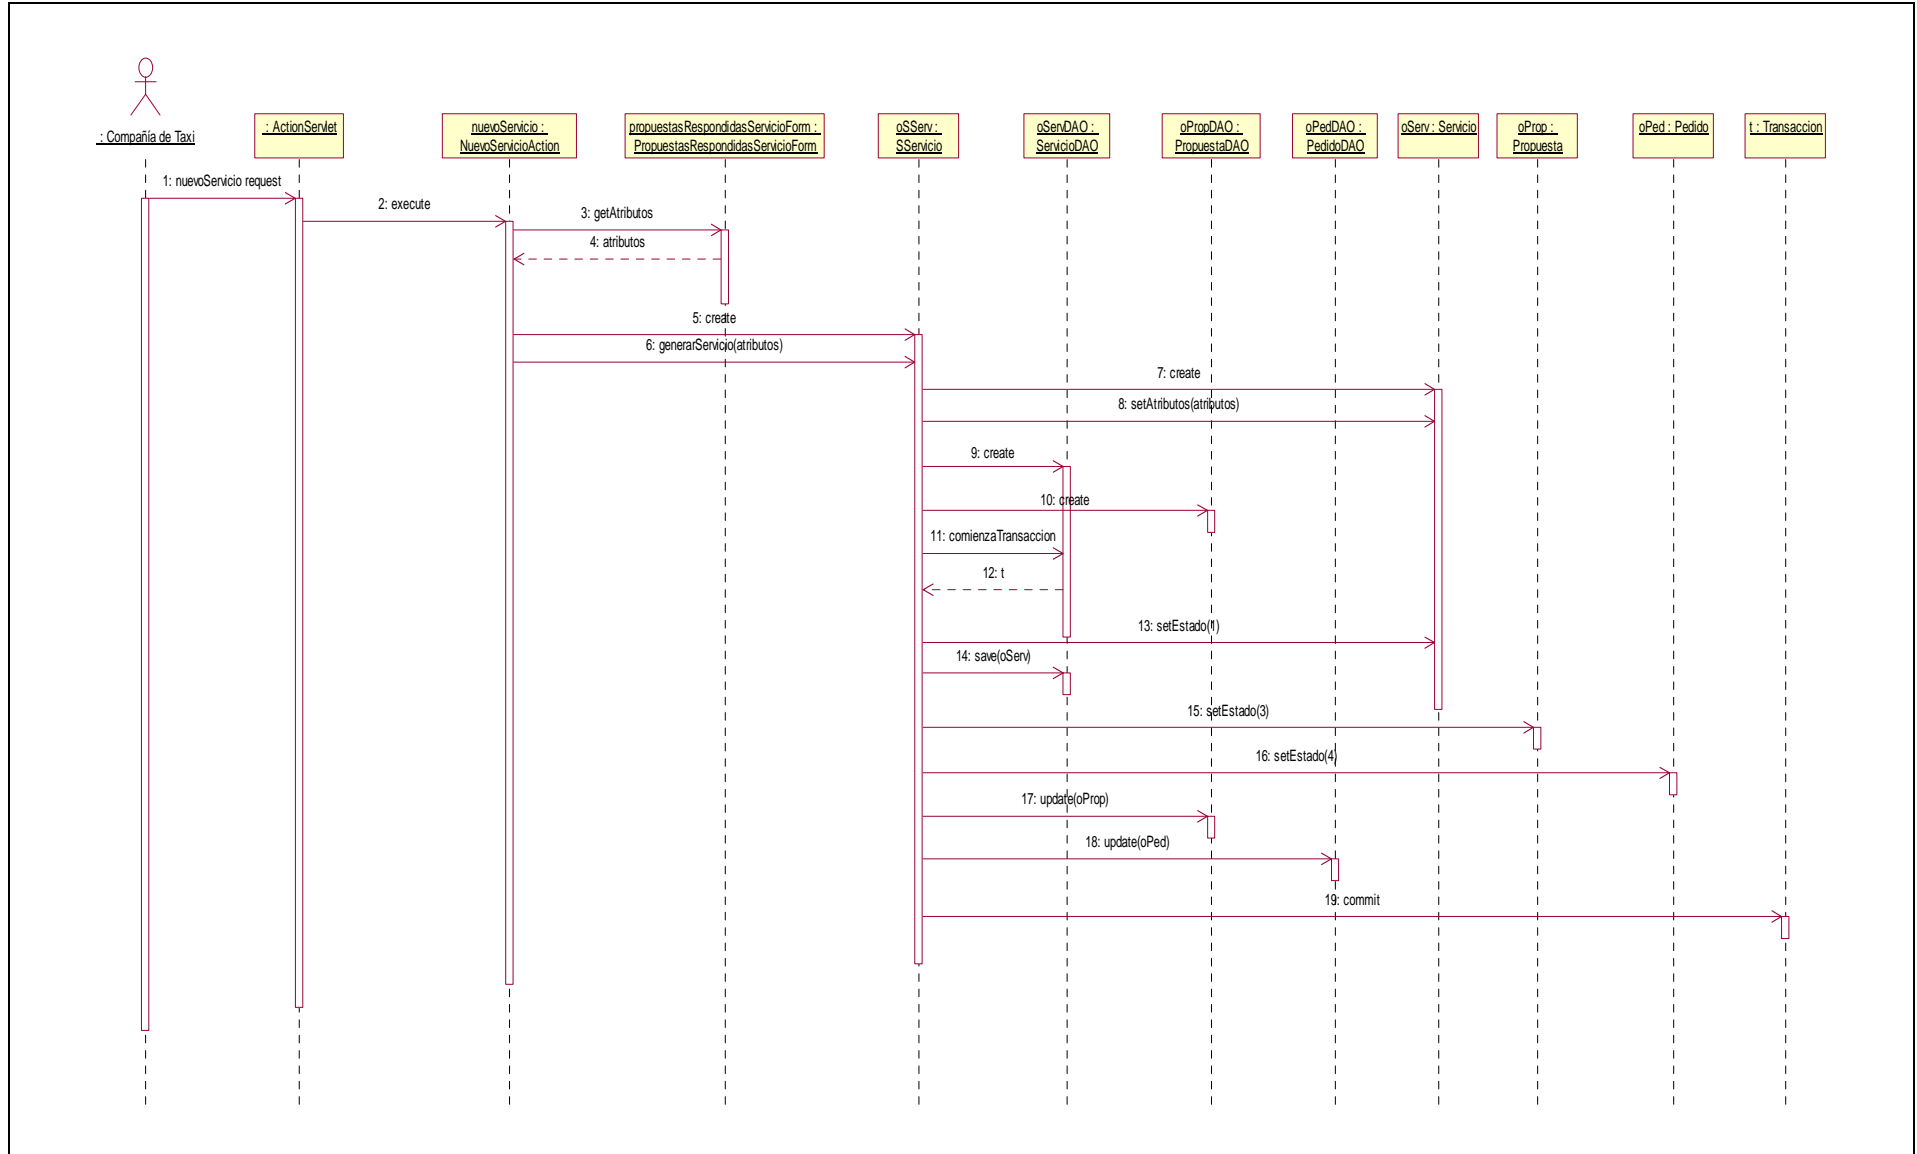 : Compañía de Taxi
: ActionServlet
nuevoServicio :
NuevoServicioAction
propuestasRespondidasServicioForm :
PropuestasRespondidasServicioForm
oSServ :
SServicio
oServDAO :
ServicioDAO
oPropDAO :
PropuestaDAO
oPedDAO :
PedidoDAO
oServ : Servicio
oProp :
Propuesta
oPed : Pedido
t : Transaccion
1: nuevoServicio request
2: execute
3: getAtributos
4: atributos
5: create
6: generarServicio(atributos)
7: create
8: setAtributos(atributos)
9: create
10: create
11: comienzaTransaccion
12: t
13: setEstado(1)
14: save(oServ)
15: setEstado(3)
16: setEstado(4)
17: update(oProp)
18: update(oPed)
19: commit